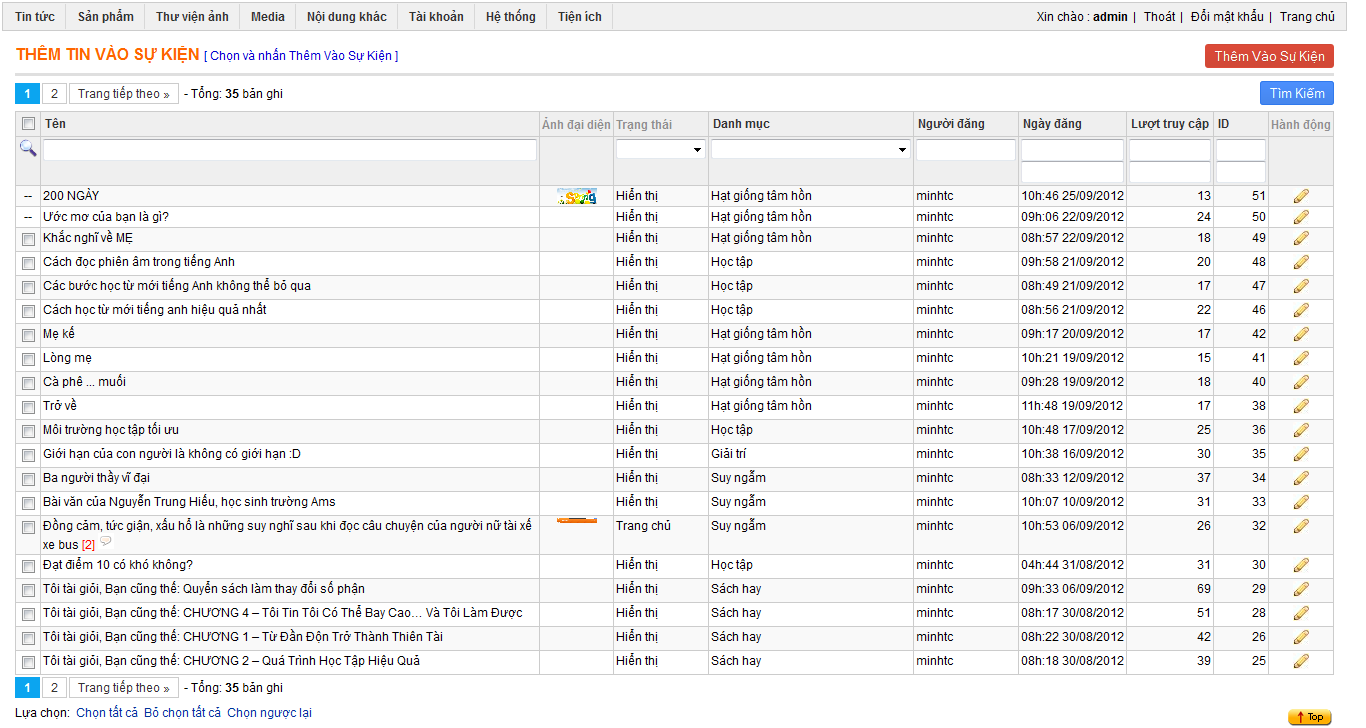 Tin tức Sản phẩm Thư viện ảnh Media Nội dung khác Tài khoản Hệ thống Tiện ích Xin chào : admin | Thoát | Đổi mật khẩu | Trang chủ
THÊM TIN VÀO SỰ KIỆN [ Chọn và nhấn Thêm Vào Sự Kiện ] Thêm Vào Sự Kiện
1 2 Trang tiếp theo » - Tổng: 35 bản ghi Tìm Kiếm
Tên Ảnh đại diện Trạng thái Danh mục Người đăng Ngày đăng Lượt truy cập ID Hành động
-- 200 NGÀY Hiển thị Hạt giống tâm hồn minhtc 10h:46 25/09/2012 13 51
-- Ước mơ của bạn là gì? Hiển thị Hạt giống tâm hồn minhtc 09h:06 22/09/2012 24 50
Khắc nghĩ về MẸ Hiển thị Hạt giống tâm hồn minhtc 08h:57 22/09/2012 18 49
Cách đọc phiên âm trong tiếng Anh Hiển thị Học tập minhtc 09h:58 21/09/2012 20 48
Các bước học từ mới tiếng Anh không thể bỏ qua Hiển thị Học tập minhtc 08h:49 21/09/2012 17 47
Cách học từ mới tiếng anh hiệu quả nhất Hiển thị Học tập minhtc 08h:56 21/09/2012 22 46
Mẹ kế Hiển thị Hạt giống tâm hồn minhtc 09h:17 20/09/2012 17 42
Lòng mẹ Hiển thị Hạt giống tâm hồn minhtc 10h:21 19/09/2012 15 41
Cà phê ... muối Hiển thị Hạt giống tâm hồn minhtc 09h:28 19/09/2012 18 40
Trở về Hiển thị Hạt giống tâm hồn minhtc 11h:48 19/09/2012 17 38
Môi trường học tập tối ưu Hiển thị Học tập minhtc 10h:48 17/09/2012 25 36
Giới hạn của con người là không có giới hạn :D Hiển thị Giải trí minhtc 10h:38 16/09/2012 30 35
Ba người thầy vĩ đại Hiển thị Suy ngẫm minhtc 08h:33 12/09/2012 37 34
Bài văn của Nguyễn Trung Hiếu, học sinh trường Ams Hiển thị Suy ngẫm minhtc 10h:07 10/09/2012 31 33
Đồng cảm, tức giận, xấu hổ là những suy nghĩ sau khi đọc câu chuyện của người nữ tài xế Trang chủ Suy ngẫm minhtc 10h:53 06/09/2012 26 32
xe bus [2]
Đạt điểm 10 có khó không? Hiển thị Học tập minhtc 04h:44 31/08/2012 31 30
Tôi tài giỏi, Bạn cũng thế: Quyển sách làm thay đổi số phận Hiển thị Sách hay minhtc 09h:33 06/09/2012 69 29
Tôi tài giỏi, Bạn cũng thế: CHƯƠNG 4 – Tôi Tin Tôi Có Thể Bay Cao… Và Tôi Làm Được Hiển thị Sách hay minhtc 08h:17 30/08/2012 51 28
Tôi tài giỏi, Bạn cũng thế: CHƯƠNG 1 – Từ Đần Độn Trở Thành Thiên Tài Hiển thị Sách hay minhtc 08h:22 30/08/2012 42 26
Tôi tài giỏi, Bạn cũng thế: CHƯƠNG 2 – Quá Trình Học Tập Hiệu Quả Hiển thị Sách hay minhtc 08h:18 30/08/2012 39 25
1 2 Trang tiếp theo » - Tổng: 35 bản ghi
Lựa chọn: Chọn tất cả Bỏ chọn tất cả Chọn ngược lại Top